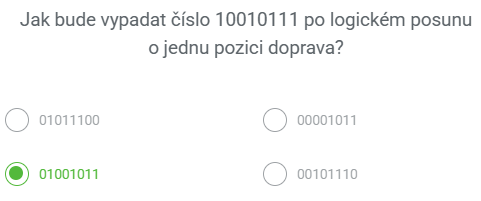 Jak bude vypadat číslo 10010111 po logickém posunu
o jednu pozici doprava?
01011100
00001011
01001011
00101110